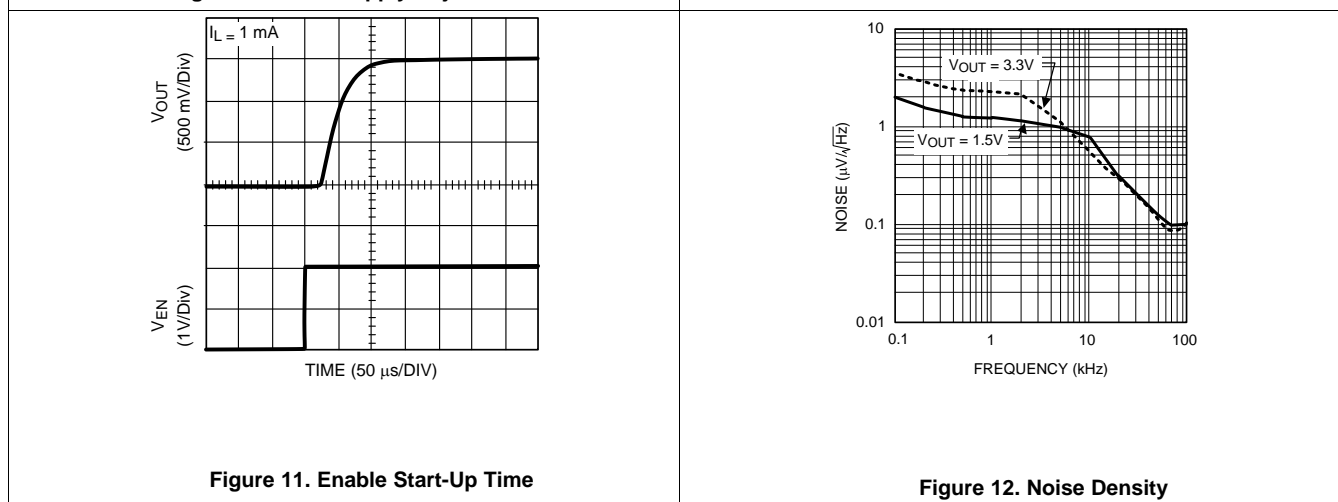 I_L = 1 mA
V_OUT
(500 mV/Div)
V_EN
(1V/Div)
TIME (50 μs/DIV)
Figure 11. Enable Start-Up Time
10
1
0.1
0.01
NOISE (μV/√Hz)
V_OUT = 3.3V
V_OUT = 1.5V
0.1
1
10
100
FREQUENCY (kHz)
Figure 12. Noise Density